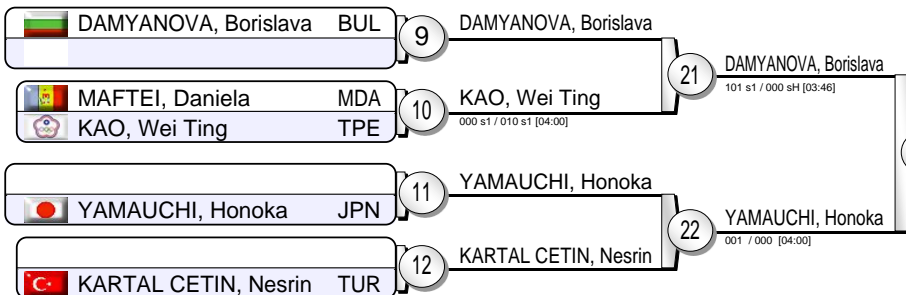 DAMYANOVA, Borislava BUL
9
DAMYANOVA, Borislava
MAFTEI, Daniela MDA
KAO, Wei Ting TPE
10
KAO, Wei Ting
000 s1 / 010 s1 [04:00]
21
DAMYANOVA, Borislava
101 s1 / 000 sH [03:46]
YAMAUCHI, Honoka JPN
11
YAMAUCHI, Honoka
KARTAL CETIN, Nesrin TUR
12
KARTAL CETIN, Nesrin
22
YAMAUCHI, Honoka
001 / 000 [04:00]